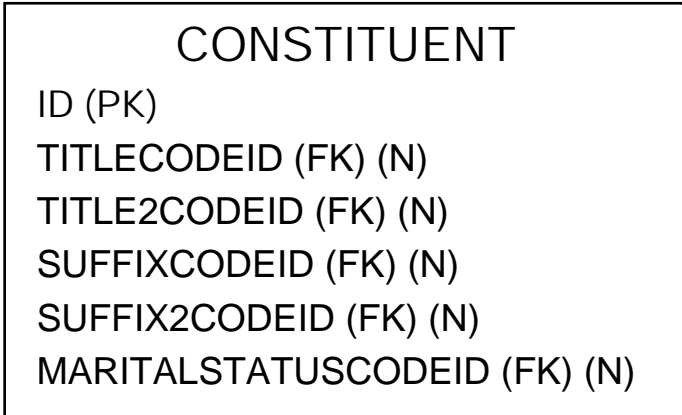 CONSTITUENT
ID (PK)
TITLECODEID (FK) (N)
TITLE2CODEID (FK) (N)
SUFFIXCODEID (FK) (N)
SUFFIX2CODEID (FK) (N)
MARITALSTATUSCODEID (FK) (N)